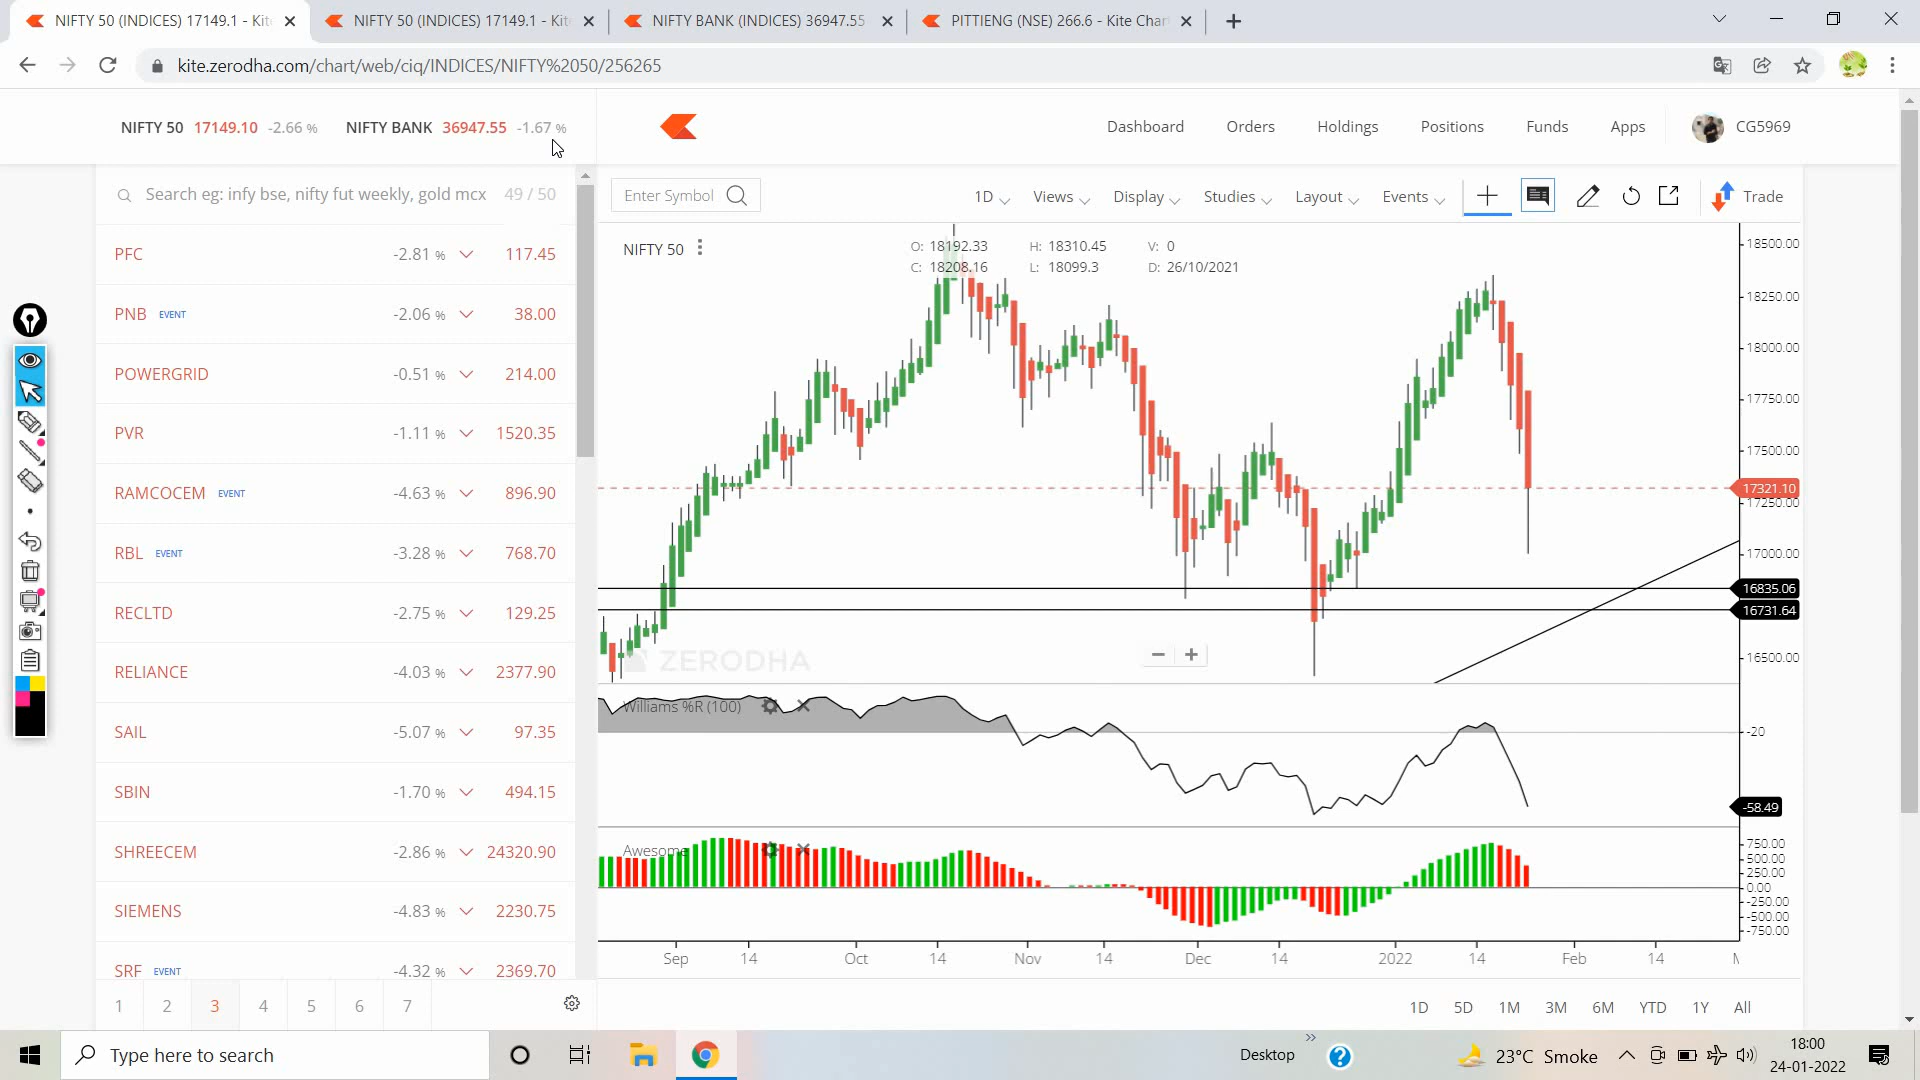 NIFTY 50 (INDICES) 17149.1 - Kit
NIFTY 50 (INDICES) 17149.1 - Kit
NIFTY BANK (INDICES) 36947.55
PITTIENG (NSE) 266.6 - Kite Char
kite.zerodha.com/chart/web/ciq/INDICES/NIFTY%2050/256265
NIFTY 50 17149.10 -2.66 %
NIFTY BANK 36947.55 -1.67 %
Dashboard Orders Holdings Positions Funds Apps CG5969
Search eg: infy bse, nifty fut weekly, gold mcx 49 / 50
PFC -2.81 % 117.45
PNB EVENT -2.06 % 38.00
POWERGRID -0.51 % 214.00
PVR -1.11 % 1520.35
RAMCOCEM EVENT -4.63 % 896.90
RBL EVENT -3.28 % 768.70
RECLTD -2.75 % 129.25
RELIANCE -4.03 % 2377.90
SAIL -5.07 % 97.35
SBIN -1.70 % 494.15
SHREECEM -2.86 % 24320.90
SIEMENS -4.83 % 2230.75
SRF EVENT -4.32 % 2369.70
1 2 3 4 5 6 7
Enter Symbol 1D Views Display Studies Layout Events Trade
NIFTY 50
O: 18192.33 H: 18310.45 V: 0
C: 18208.16 L: 18099.3 D: 26/10/2021
18500.00
18250.00
18000.00
17750.00
17500.00
17321.10
17250.00
17000.00
16835.06
16731.64
16500.00
ZERODHA
Williams %R (100)
-20
-58.49
Awesome
750.00
500.00
250.00
0.00
-250.00
-500.00
-750.00
Sep 14 Oct 14 Nov 14 Dec 14 2022 14 Feb 14
1D 5D 1M 3M 6M YTD 1Y All
Type here to search
Desktop
23°C Smoke
18:00
24-01-2022